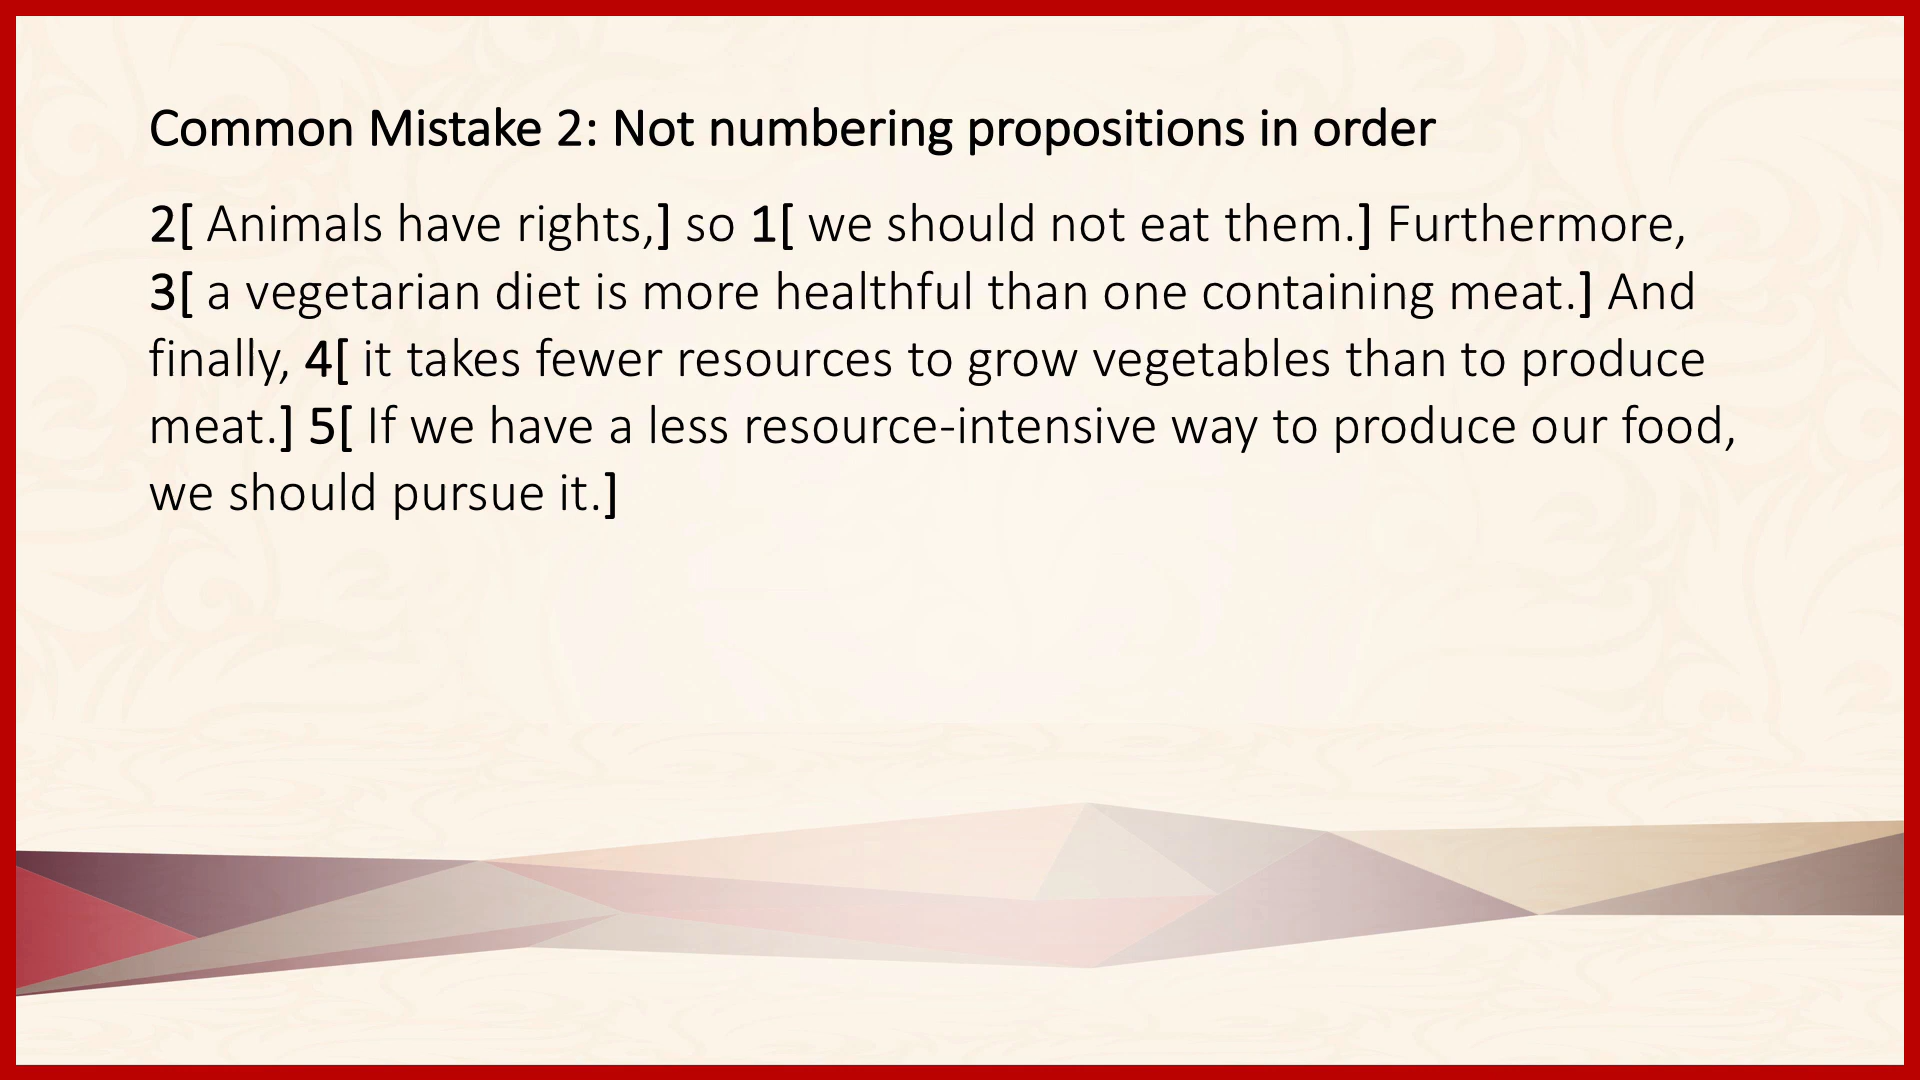 Common Mistake 2: Not numbering propositions in order
2[ Animals have rights,] so 1[ we should not eat them.] Furthermore,
3[ a vegetarian diet is more healthful than one containing meat.] And
finally, 4[ it takes fewer resources to grow vegetables than to produce
meat.] 5[ If we have a less resource-intensive way to produce our food,
we should pursue it.]